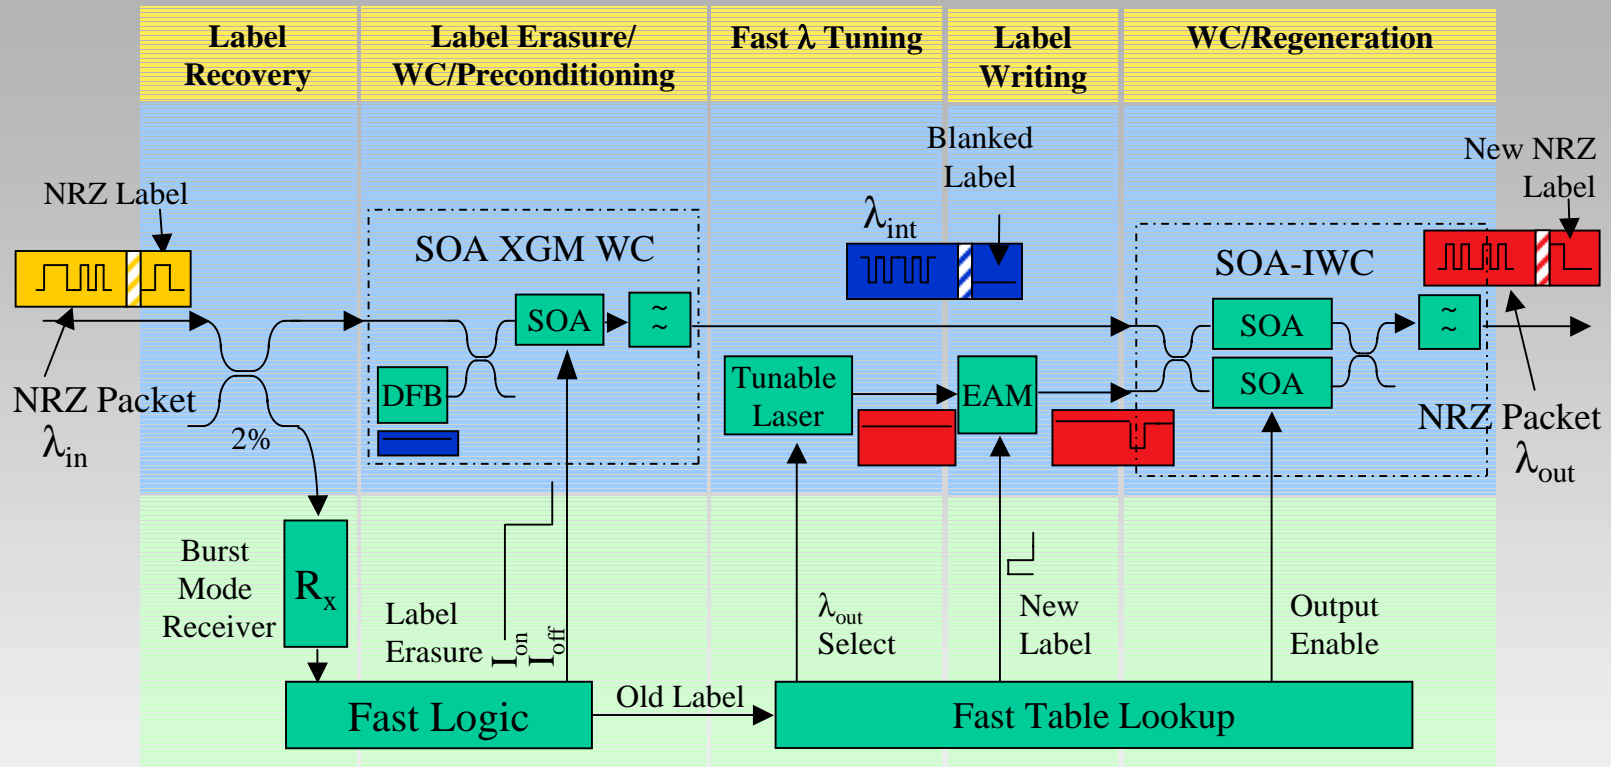 Label
Recovery
Label Erasure/
WC/Preconditioning
Fast λ Tuning
Label
Writing
WC/Regeneration
NRZ Label
Blanked
Label
New NRZ
Label
λint
SOA XGM WC
SOA-IWC
SOA
~
~
SOA
~
~
DFB
Tunable
Laser
EAM
SOA
NRZ Packet
λin
2%
NRZ Packet
λout
Burst
Mode
Receiver
Rx
Label
Erasure
Ion
Ioff
λout
Select
New
Label
Output
Enable
Fast Logic
Old Label
Fast Table Lookup